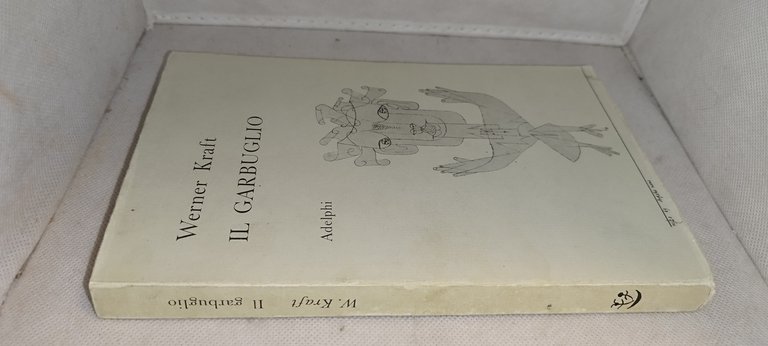 Werner Kraft
IL GARBUGLIO
Adelphi
W. Kraft Il garbuglio